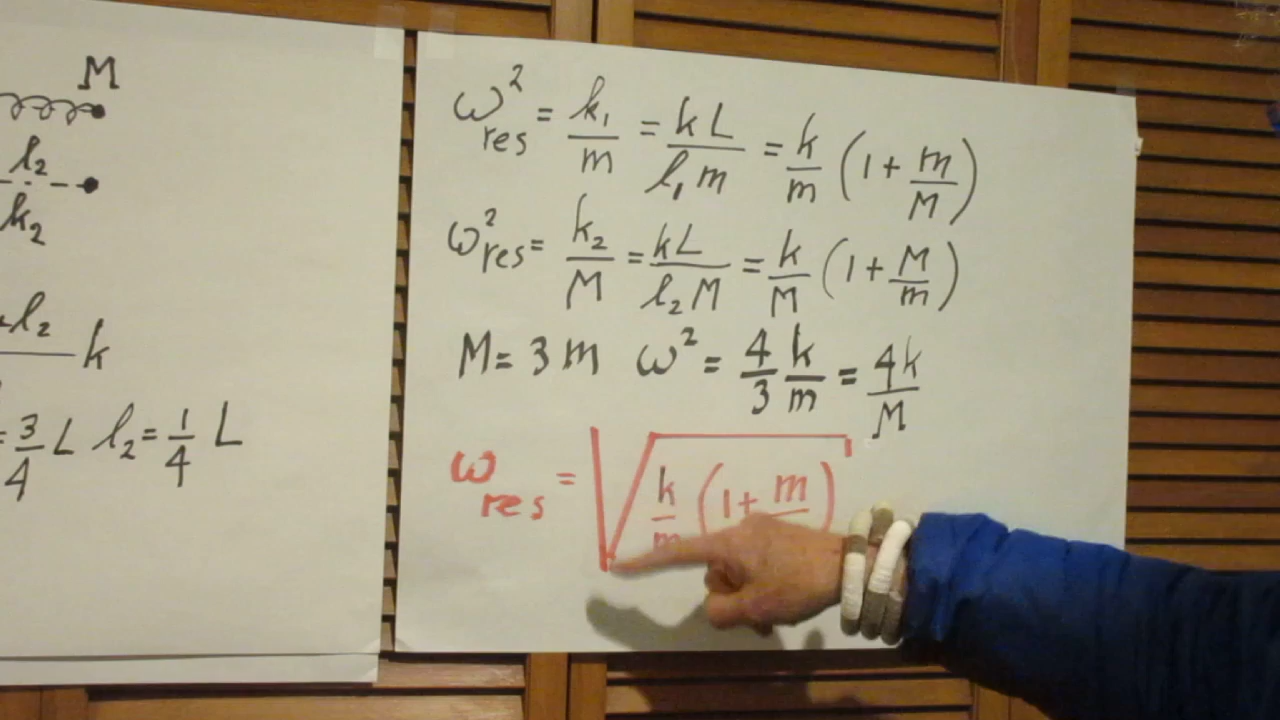 M
l₂
k₂
l₂ / k
= 3/4 L l₂ = 1/4 L
ω²res = k₁/m = kL/l₁m = k/m (1 + m/M)
ω²res = k₂/M = kL/l₂M = k/M (1 + M/m)
M = 3m ω² = 4/3 k/m = 4k/M
ωres = √ k/m (1 + m